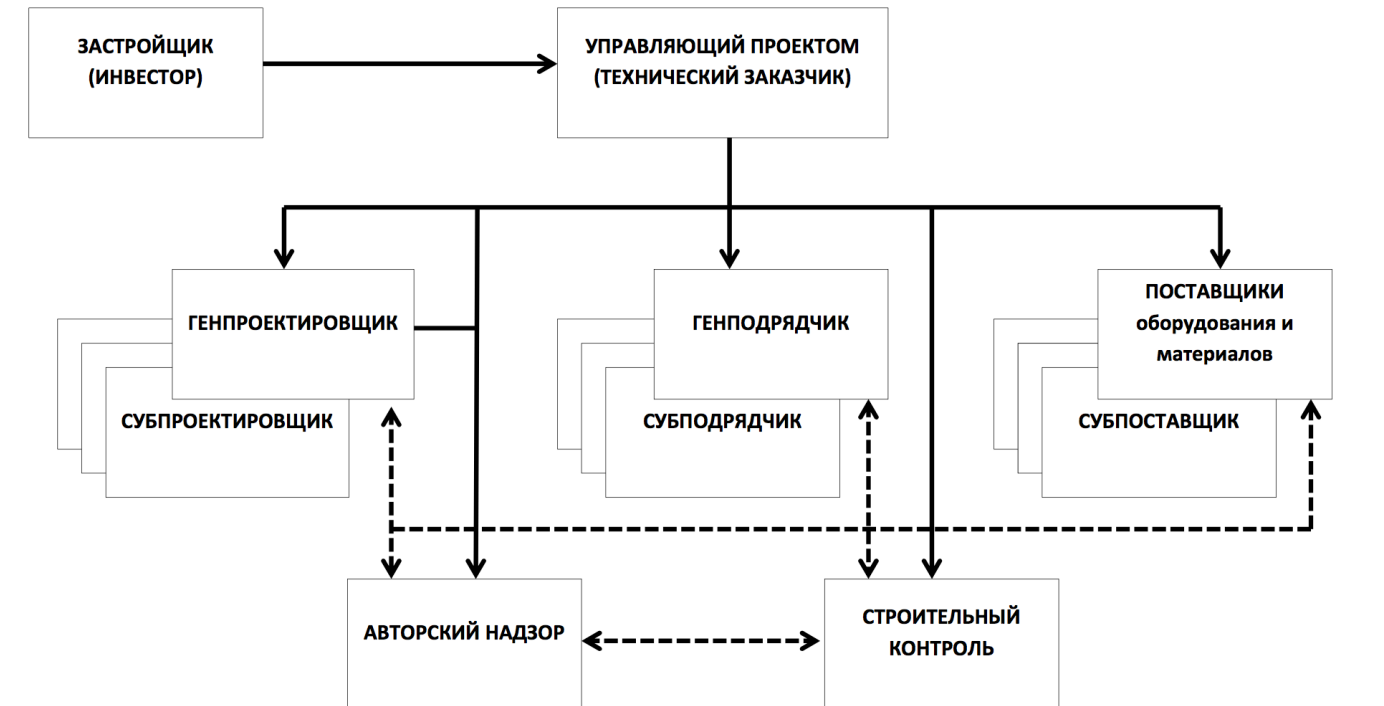 ЗАСТРОЙЩИК
(ИНВЕСТОР)
УПРАВЛЯЮЩИЙ ПРОЕКТОМ
(ТЕХНИЧЕСКИЙ ЗАКАЗЧИК)
ГЕНПРОЕКТИРОВЩИК
СУБПРОЕКТИРОВЩИК
ГЕНПОДРЯДЧИК
СУБПОДРЯДЧИК
ПОСТАВЩИКИ
оборудования и
материалов
СУБПОСТАВЩИК
АВТОРСКИЙ НАДЗОР
СТРОИТЕЛЬНЫЙ
КОНТРОЛЬ